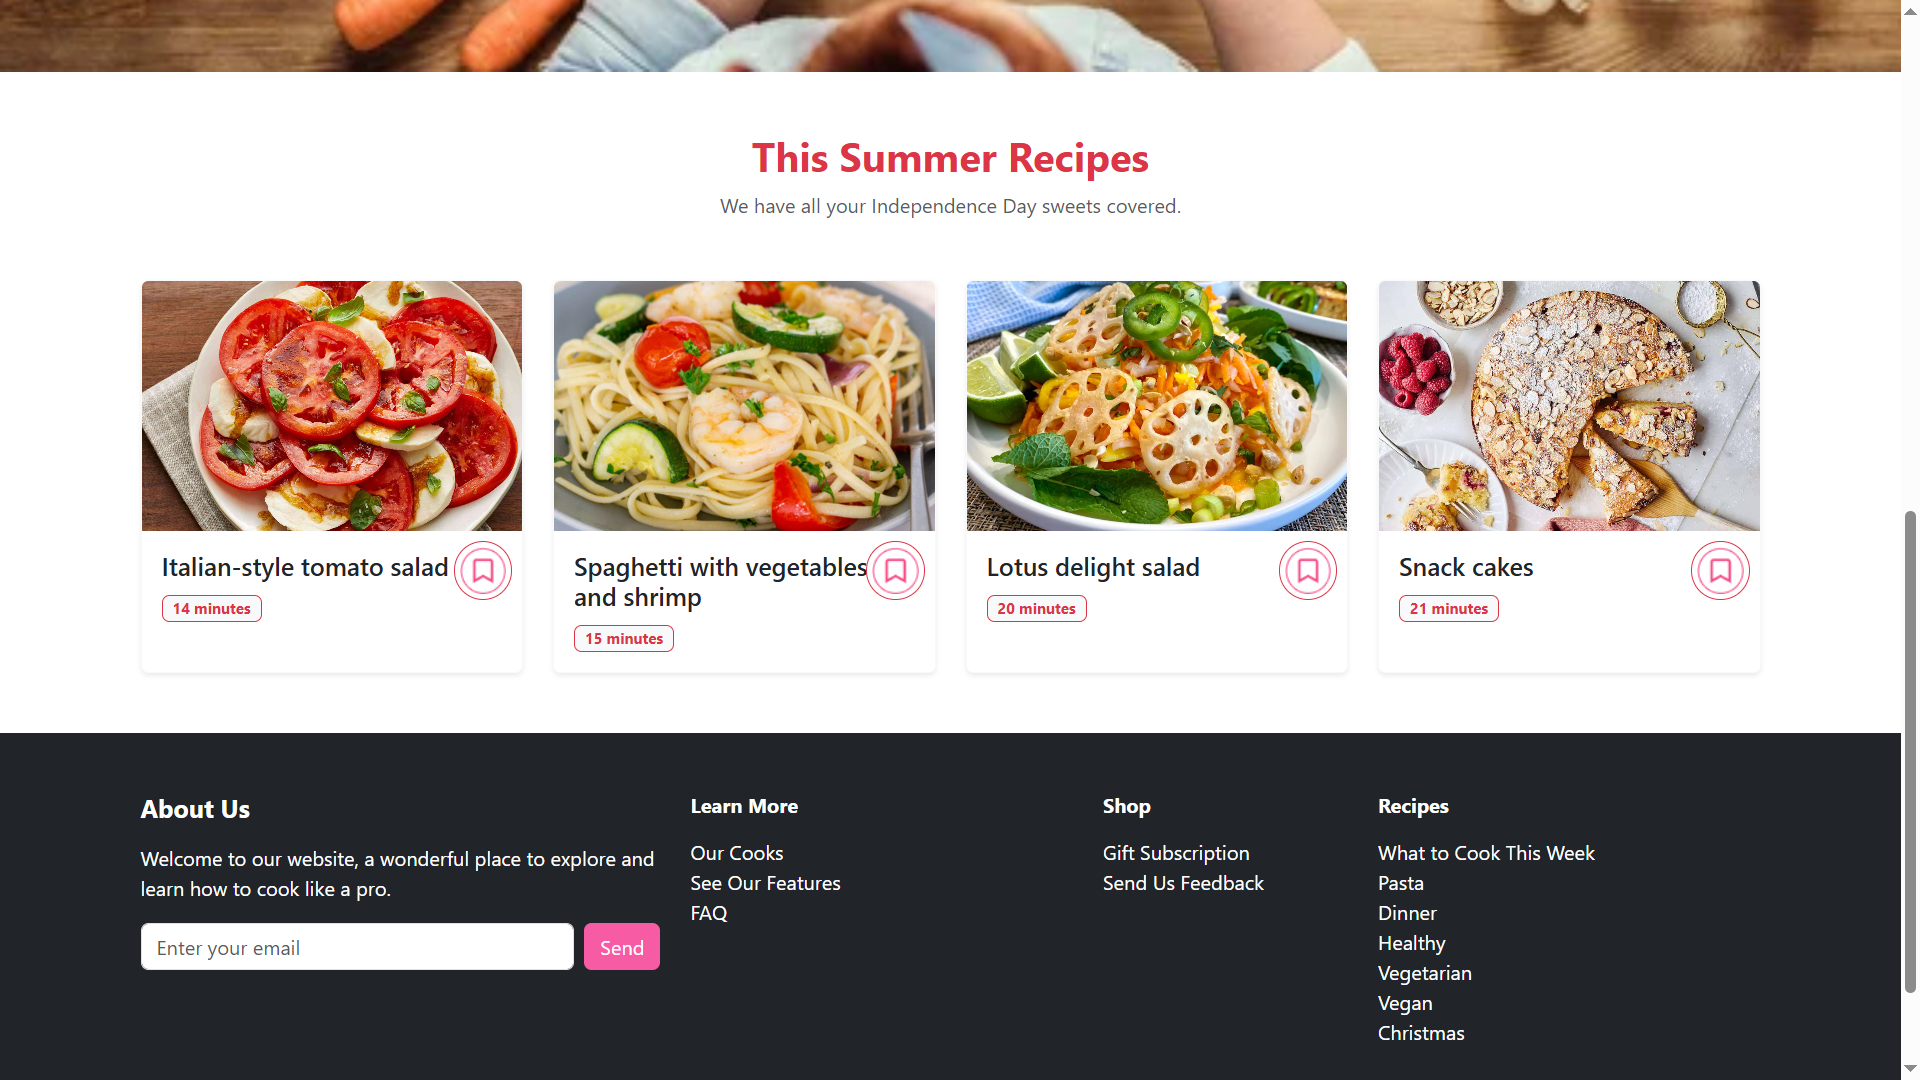 This Summer Recipes
We have all your Independence Day sweets covered.
Italian-style tomato salad
14 minutes
Spaghetti with vegetables
and shrimp
15 minutes
Lotus delight salad
20 minutes
Snack cakes
21 minutes
About Us
Welcome to our website, a wonderful place to explore and
learn how to cook like a pro.
Enter your email
Send
Learn More
Our Cooks
See Our Features
FAQ
Shop
Gift Subscription
Send Us Feedback
Recipes
What to Cook This Week
Pasta
Dinner
Healthy
Vegetarian
Vegan
Christmas